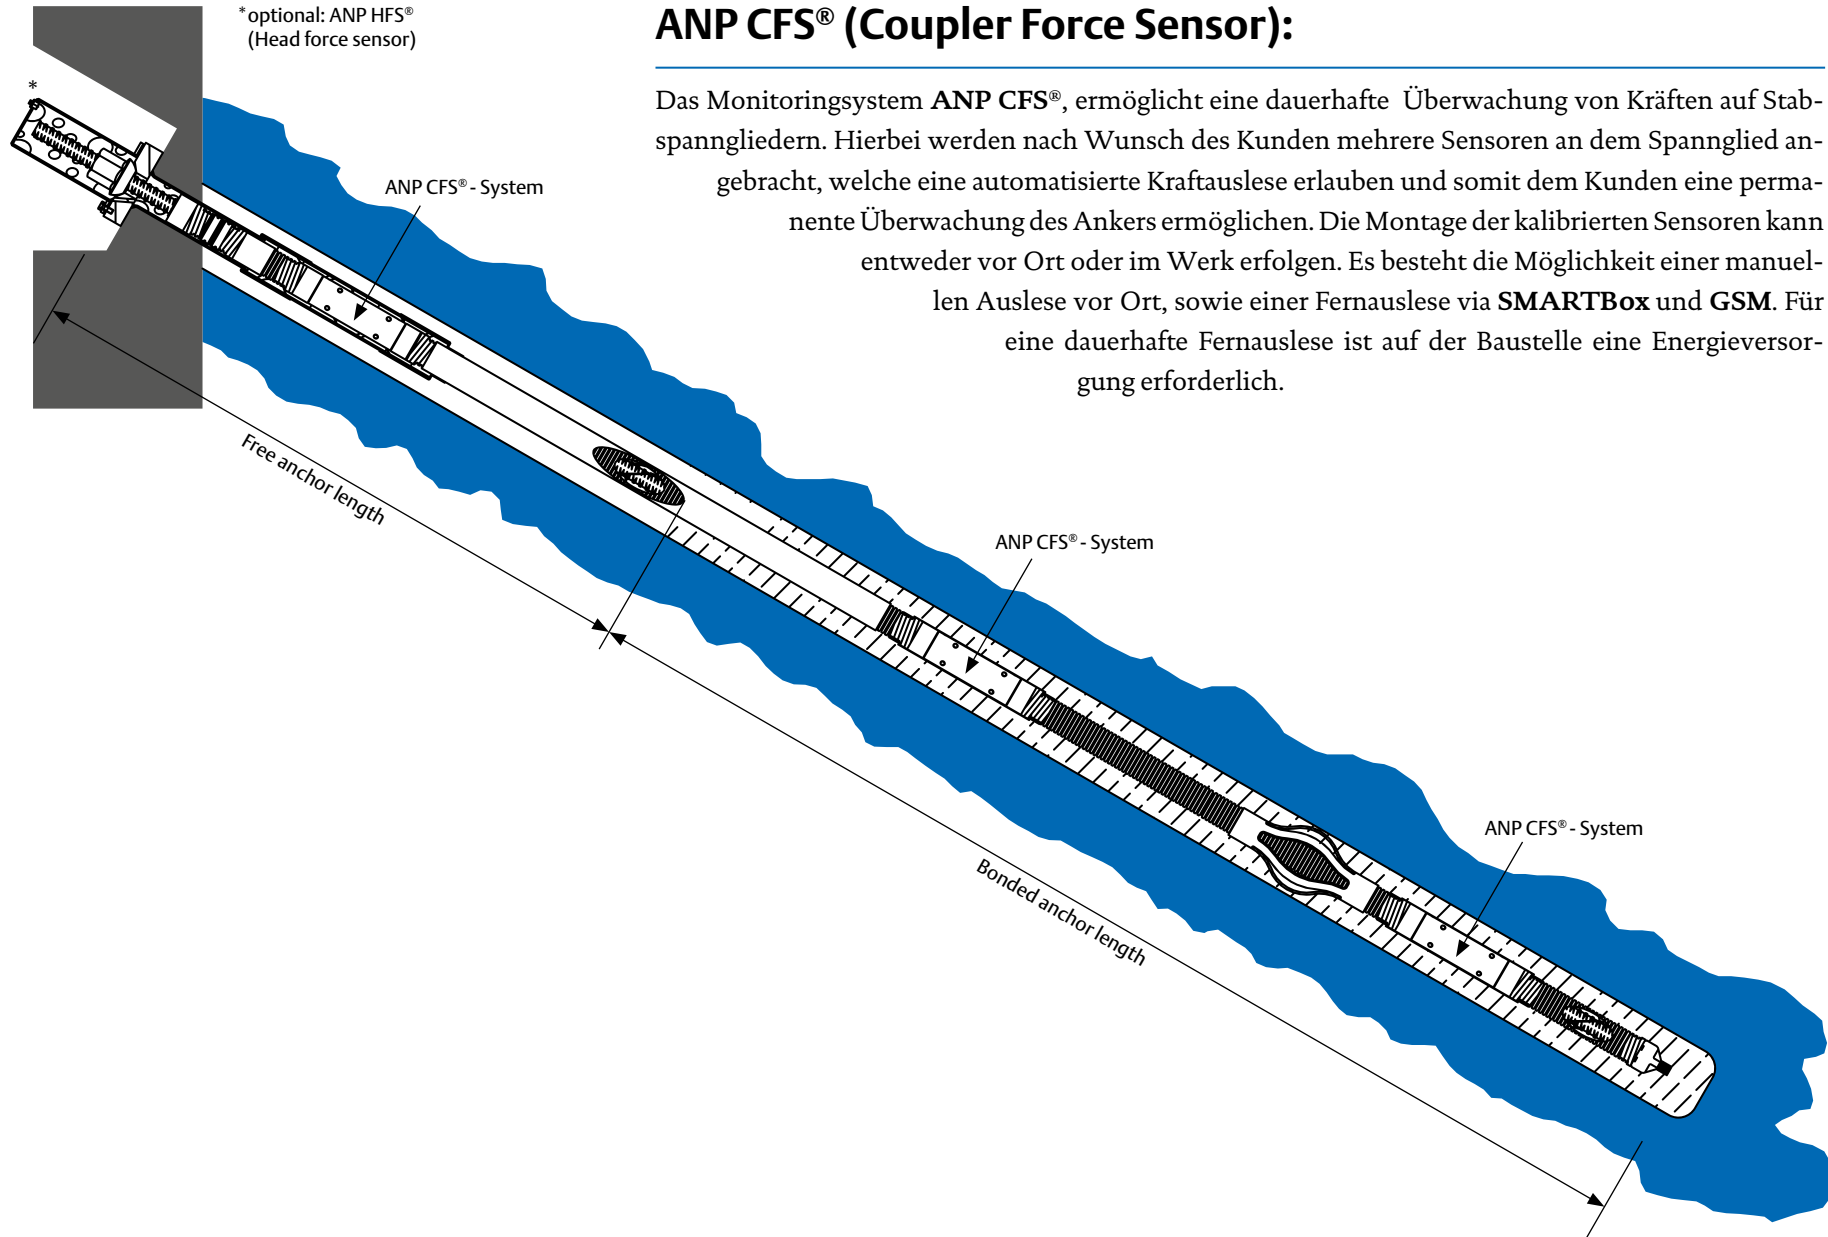 * optional: ANP HFS®
(Head force sensor)
ANP CFS® (Coupler Force Sensor):
Das Monitoringsystem ANP CFS®, ermöglicht eine dauerhafte Überwachung von Kräften auf Stab-
spanngliedern. Hierbei werden nach Wunsch des Kunden mehrere Sensoren an dem Spannglied an-
gebracht, welche eine automatisierte Kraftauslese erlauben und somit dem Kunden eine perma-
nente Überwachung des Ankers ermöglichen. Die Montage der kalibrierten Sensoren kann
entweder vor Ort oder im Werk erfolgen. Es besteht die Möglichkeit einer manuel-
len Auslese vor Ort, sowie einer Fernauslese via SMARTBox und GSM. Für
eine dauerhafte Fernauslese ist auf der Baustelle eine Energieversor-
gung erforderlich.
*
ANP CFS® - System
Free anchor length
ANP CFS® - System
ANP CFS® - System
Bonded anchor length